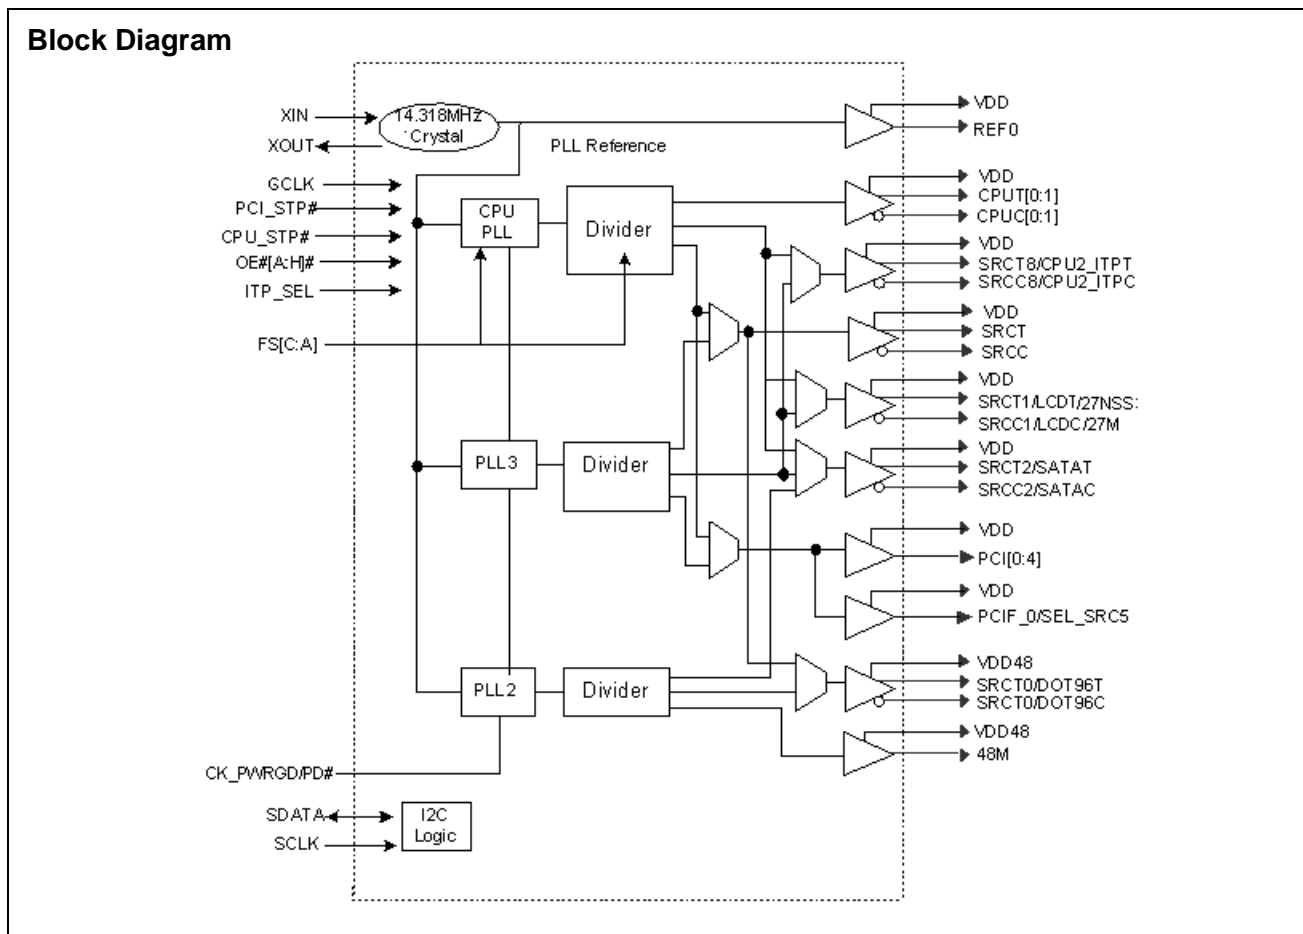 Block Diagram
XIN
XOUT
14.318MHz
Crystal
PLL Reference
VDD
REF0
GCLK
PCI_STP#
CPU_STP#
OE#[A:H]#
ITP_SEL
FS[C:A]
CPU
PLL
Divider
VDD
CPUT[0:1]
CPUC[0:1]
VDD
SRCT8/CPU2_ITPT
SRCC8/CPU2_ITPC
VDD
SRCT
SRCC
VDD
SRCT1/LCDT/27NSS:
SRCC1/LCDC/27M
PLL3
Divider
VDD
SRCT2/SATAT
SRCC2/SATAC
VDD
PCI[0:4]
VDD
PCIF_0/SEL_SRC5
PLL2
Divider
VDD48
SRCT0/DOT96T
SRCT0/DOT96C
VDD48
48M
CK_PWRGD/PD#
SDATA
SCLK
I2C
Logic